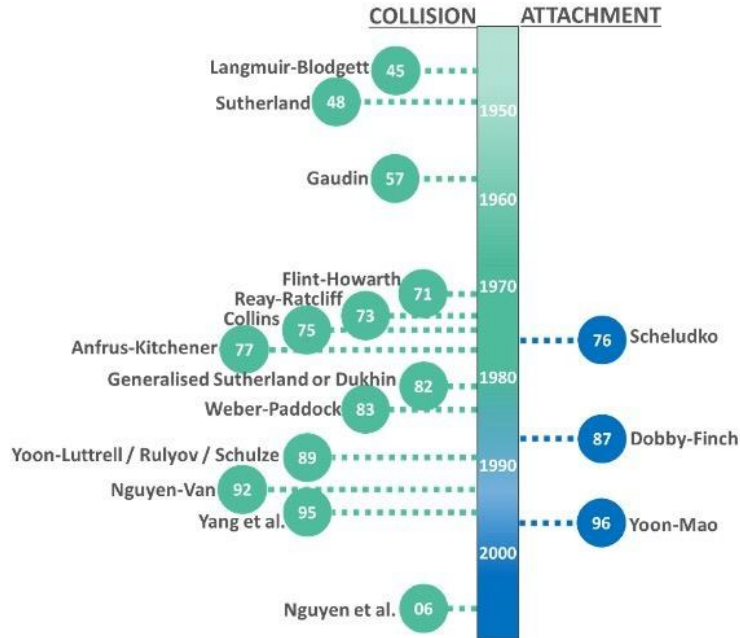 COLLISION ATTACHMENT
Langmuir-Blodgett 45
Sutherland 48
1950
Gaudin 57
1960
Flint-Howarth 71
1970
Reay-Ratcliff 73
Collins 75
76 Scheludko
Anfrus-Kitchener 77
Generalised Sutherland or Dukhin 82
1980
Weber-Paddock 83
87 Dobby-Finch
Yoon-Luttrell / Rulyov / Schulze 89
1990
Nguyen-Van 92
Yang et al. 95
96 Yoon-Mao
2000
Nguyen et al. 06